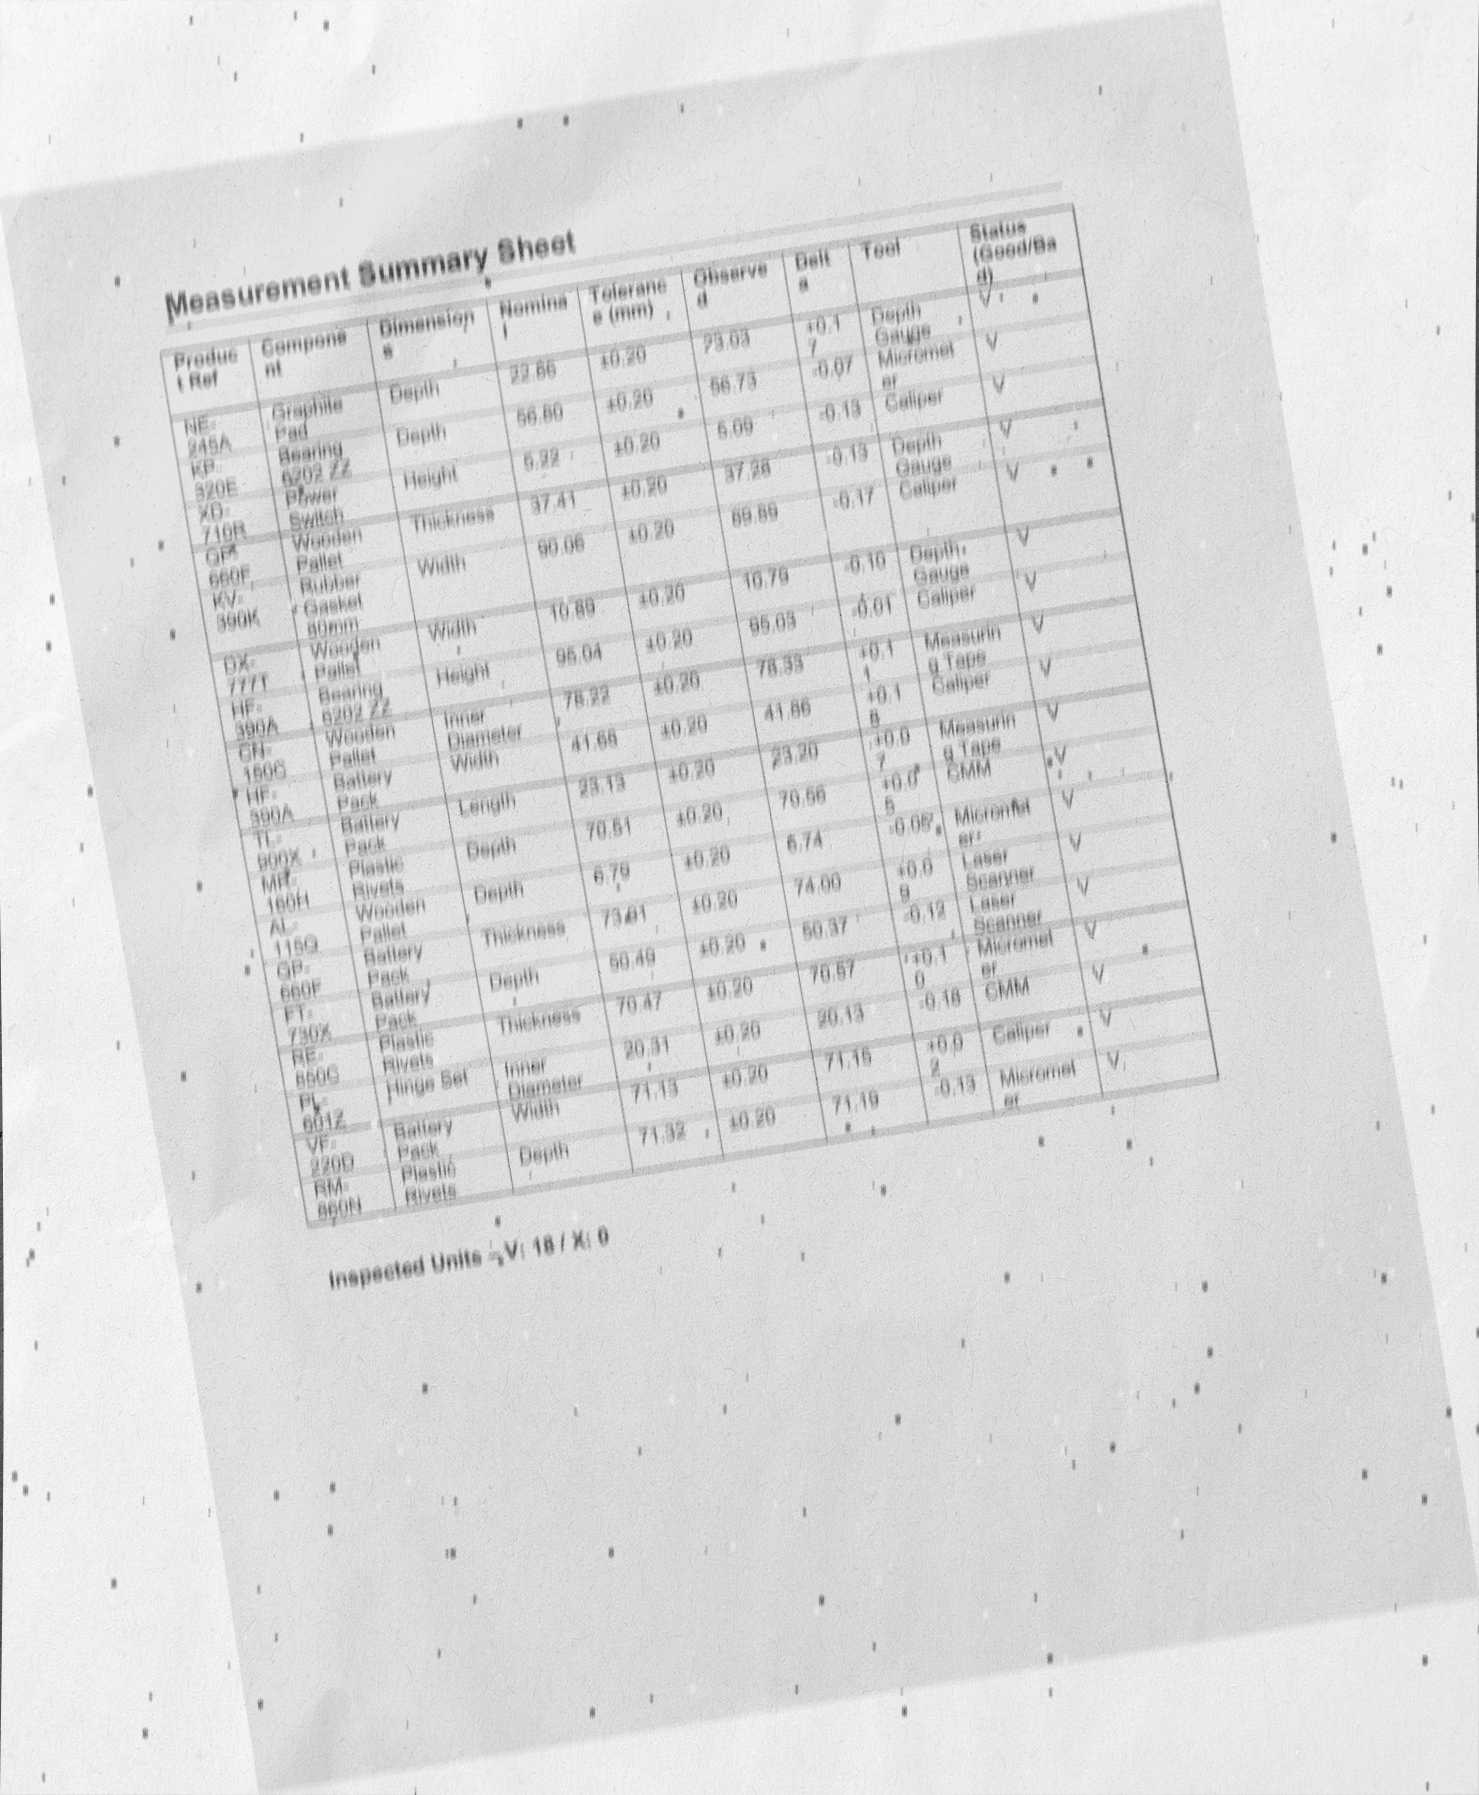 Measurement Summary Sheet
Product Ref Component Dimensions Nominal Tolerance (mm) Observed Delta Tool Status (Good/Bad)
NE-245A Graphite Pad Depth 22.86 ±0.20 23.03 +0.17 Depth Gauge V
KP-320E Bearing 6202 ZZ Depth 56.80 ±0.20 56.73 -0.07 Micrometer V
XD-710R Power Switch Height 5.22 ±0.20 5.09 -0.13 Caliper V
GP-660F Wooden Pallet Thickness 37.41 ±0.20 37.28 -0.13 Depth Gauge V
KV-390K Rubber Gasket 80mm Width 90.06 ±0.20 89.89 -0.17 Caliper V
DX-777T Wooden Pallet Width 10.89 ±0.20 10.79 -0.10 Depth Gauge V
HF-390A Bearing 6202 ZZ Height 95.04 ±0.20 95.03 -0.01 Caliper V
Wooden Pallet Inner Diameter 78.22 ±0.20 78.33 +0.11 Measuring Tape V
HF-390A Battery Pack Width 41.68 ±0.20 41.86 +0.18 Caliper V
TL-900X Battery Pack Length 23.13 ±0.20 23.20 +0.07 Measuring Tape V
MR-160H Plastic Rivets Depth 70.51 ±0.20 70.56 +0.05 CMM V
AL-115Q Wooden Pallet Depth 6.79 ±0.20 6.74 -0.05 Micrometer V
GP-660F Battery Pack Thickness 73.91 ±0.20 74.00 +0.09 Laser Scanner V
FT-730X Battery Pack Depth 50.49 ±0.20 50.37 -0.12 Laser Scanner V
Plastic Rivets Thickness 70.47 ±0.20 70.57 +0.10 Micrometer V
PL-601Z Hinge Set Inner Diameter 20.31 ±0.20 20.13 -0.18 CMM V
VF-220D Battery Pack Width 71.13 ±0.20 71.15 +0.02 Caliper V
RM-860N Plastic Rivets Depth 71.32 ±0.20 71.19 -0.13 Micrometer V
Inspected Units - V: 18 / X: 0